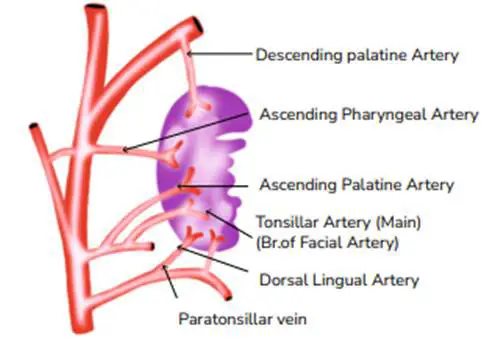 Descending palatine Artery
Ascending Pharyngeal Artery
Ascending Palatine Artery
Tonsillar Artery (Main)
(Br.of Facial Artery)
Dorsal Lingual Artery
Paratonsillar vein